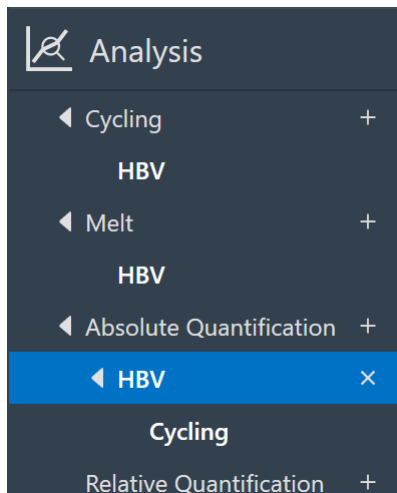 Analysis
Cycling +
HBV
Melt +
HBV
Absolute Quantification +
HBV ×
Cycling
Relative Quantification +